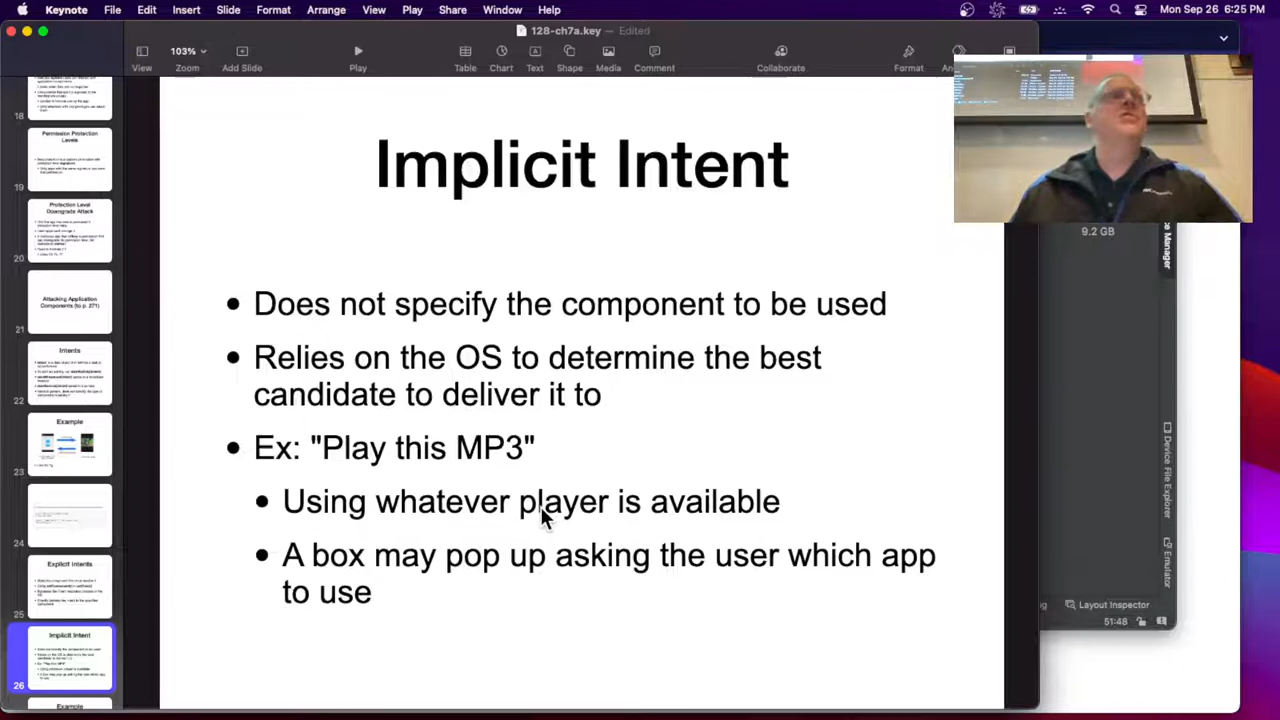 Keynote File Edit Insert Slide Format Arrange View Play Share Window Help Mon Sep 26 6:25 PM
128-ch7a.key — Edited
103%
View Zoom Add Slide Play Table Chart Text Shape Media Comment Collaborate Format
18
Permission Protection
Levels
19
Protection Level
Downgrade Attack
20
Attacking Application
Components (to p. 271)
21
Intents
22
Example
23
24
Explicit Intents
25
Implicit Intent
26
Example
Implicit Intent
• Does not specify the component to be used
• Relies on the OS to determine the best
candidate to deliver it to
• Ex: "Play this MP3"
• Using whatever player is available
• A box may pop up asking the user which app
to use
9.2 GB
Device File Explorer
Emulator
Layout Inspector
51:48